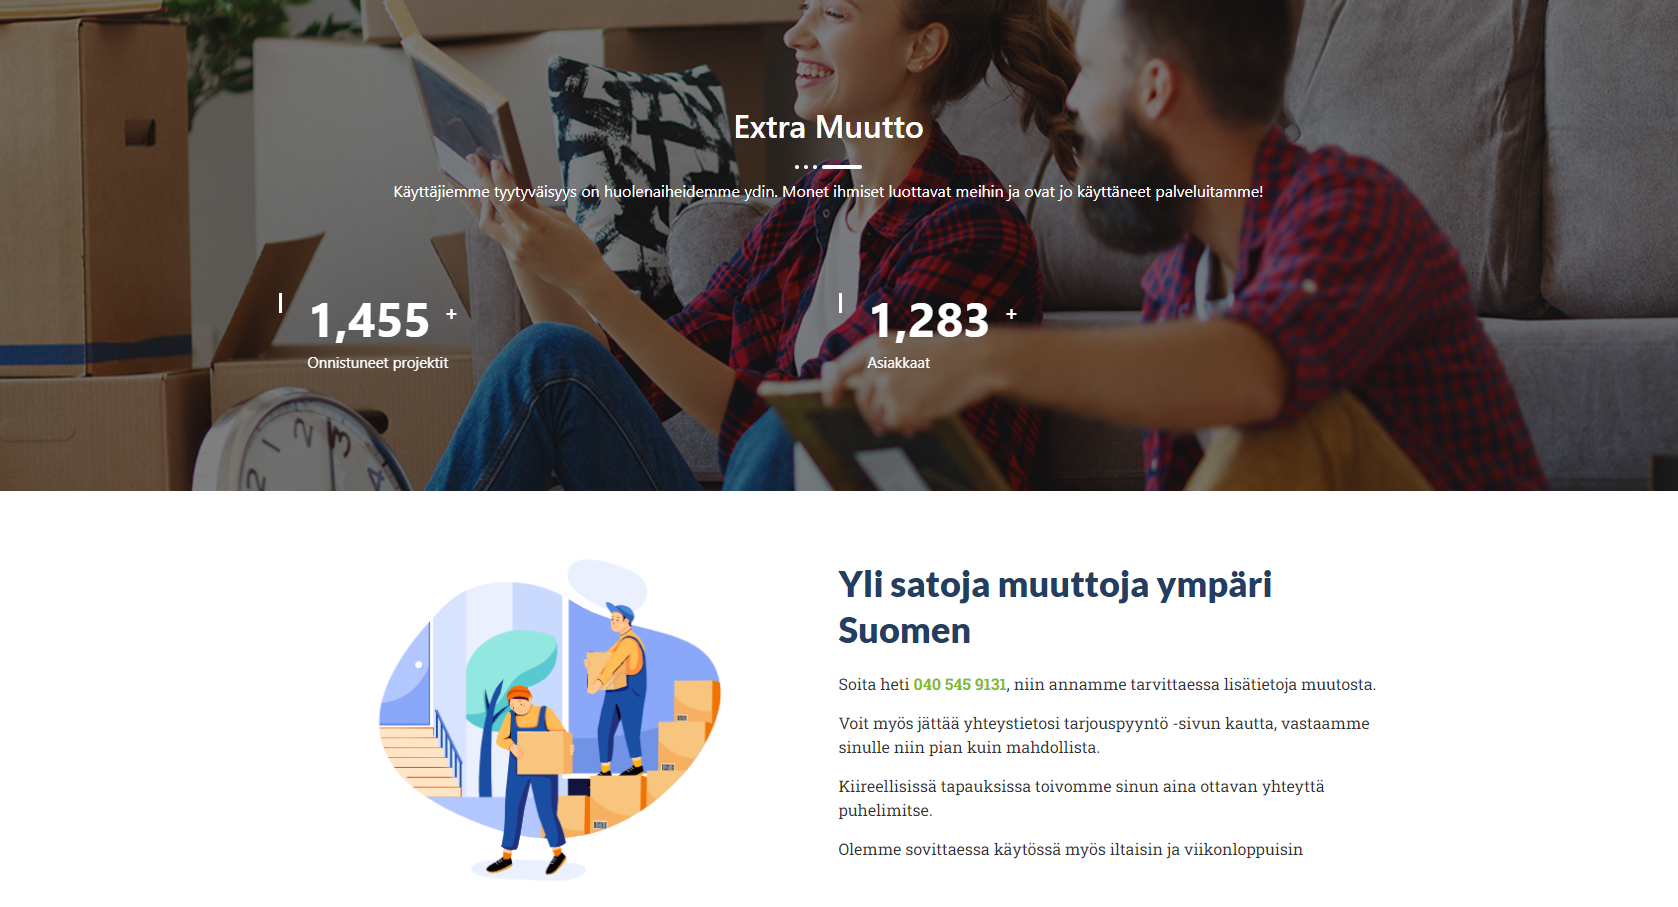 Extra Muutto
Käyttäjiemme tyytyväisyys on huolenaiheidemme ydin. Monet ihmiset luottavat meihin ja ovat jo käyttäneet palveluitamme!
1,455 +
Onnistuneet projektit
1,283 +
Asiakkaat
2 3 4
Yli satoja muuttoja ympäri
Suomen
Soita heti 040 545 9131, niin annamme tarvittaessa lisätietoja muutosta.
Voit myös jättää yhteystietosi tarjouspyyntö -sivun kautta, vastaamme
sinulle niin pian kuin mahdollista.
Kiireellisissä tapauksissa toivomme sinun aina ottavan yhteyttä
puhelimitse.
Olemme sovittaessa käytössä myös iltaisin ja viikonloppuisin